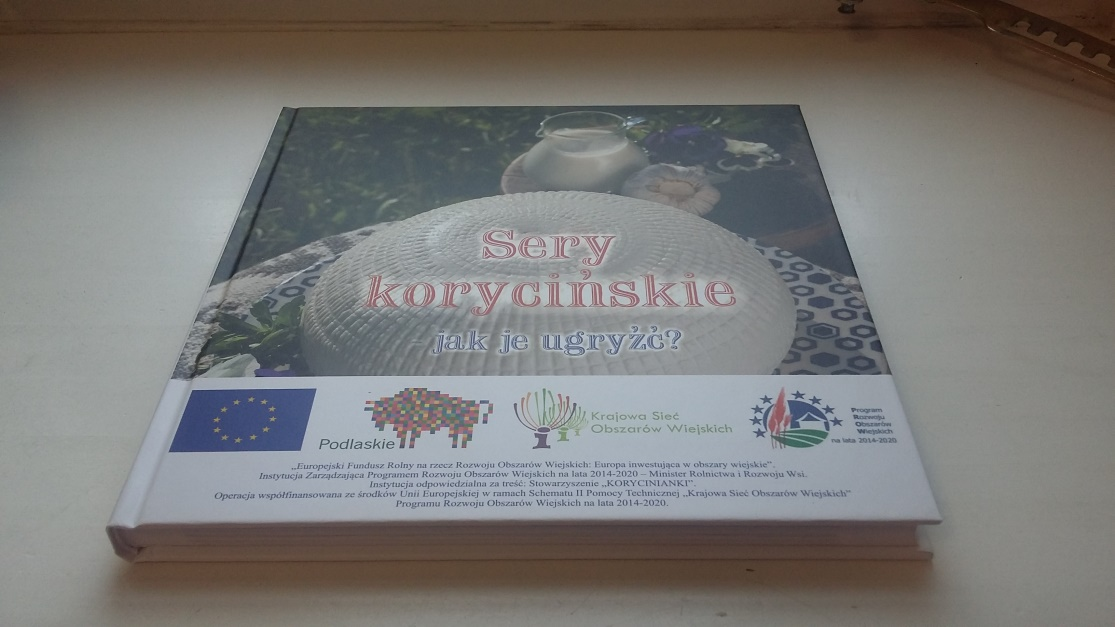 Sery
korycińskie
jak je ugryźć?
Podlaskie
Krajowa Sieć
Obszarów Wiejskich
Program
Rozwoju
Obszarów
Wiejskich
na lata 2014-2020
„Europejski Fundusz Rolny na rzecz Rozwoju Obszarów Wiejskich: Europa inwestująca w obszary wiejskie”.
Instytucja Zarządzająca Programem Rozwoju Obszarów Wiejskich na lata 2014-2020 – Minister Rolnictwa i Rozwoju Wsi.
Instytucja odpowiedzialna za treść: Stowarzyszenie „KORYCINIANKI”.
Operacja współfinansowana ze środków Unii Europejskiej w ramach Schematu II Pomocy Technicznej „Krajowa Sieć Obszarów Wiejskich”
Programu Rozwoju Obszarów Wiejskich na lata 2014-2020.